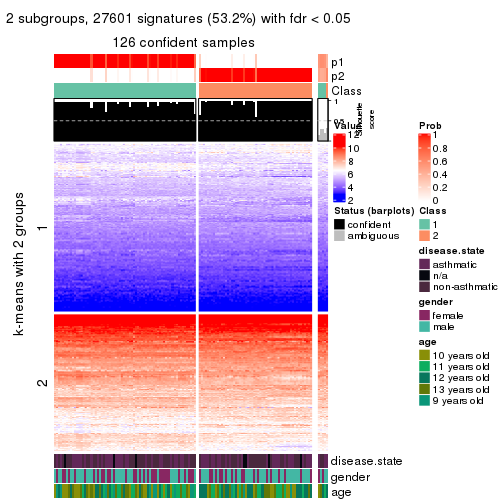 2 subgroups, 27601 signatures (53.2%) with fdr < 0.05
126 confident samples
p1
p2
Class
1
0.5
0
Silhouette
score
k-means with 2 groups
1
2
disease.state
gender
age
Value
12
10
8
6
4
2
Status (barplots)
confident
ambiguous
Prob
1
0.8
0.6
0.4
0.2
0
Class
1
2
disease.state
asthmatic
n/a
non-asthmatic
gender
female
male
age
10 years old
11 years old
12 years old
13 years old
9 years old